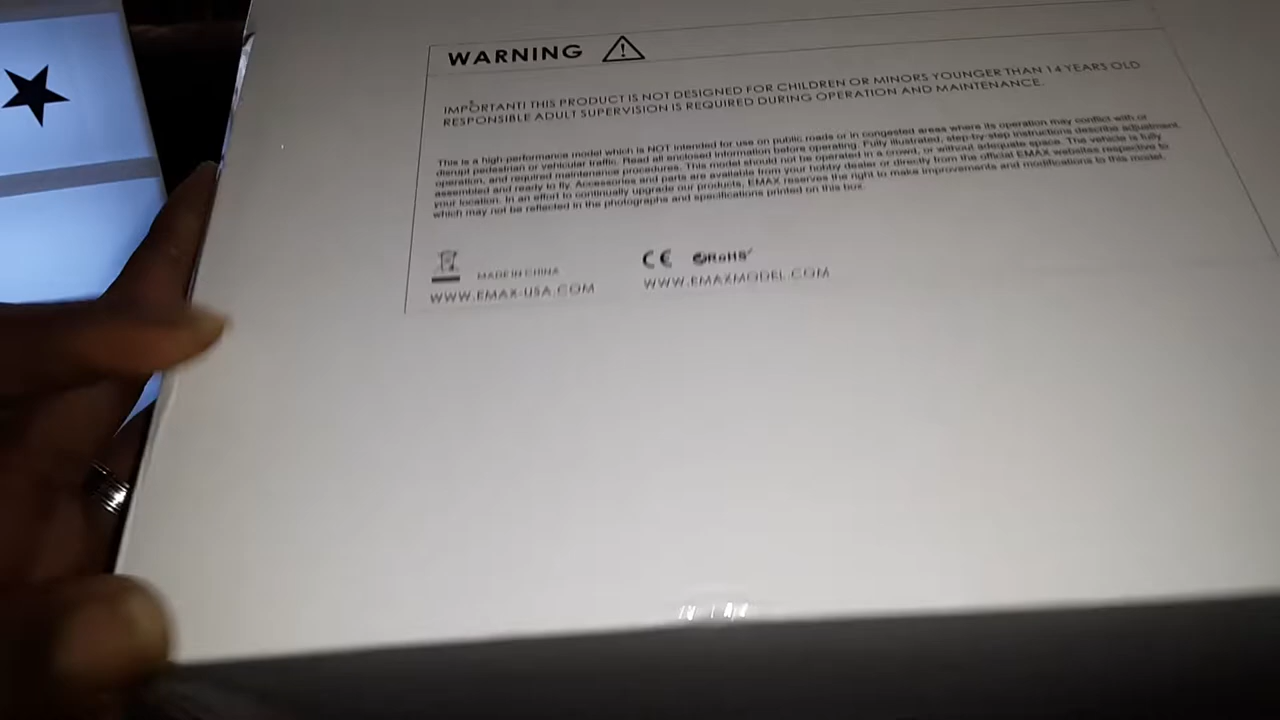 WARNING
IMPORTANT! THIS PRODUCT IS NOT DESIGNED FOR CHILDREN OR MINORS YOUNGER THAN 14 YEARS OLD
RESPONSIBLE ADULT SUPERVISION IS REQUIRED DURING OPERATION AND MAINTENANCE.
This is a high-performance model which is NOT intended for use on public roads or in congested areas where its operation may conflict with or
disrupt pedestrian or vehicular traffic. Read all enclosed information before operating. Fully illustrated, step-by-step instructions describe adjustment,
operation, and required maintenance procedures. This model should not be operated in a crowd, or without adequate space. The vehicle is fully
assembled and ready to fly. Accessories and parts are available from your hobby dealer or directly from the official EMAX websites respective to
your location. In an effort to continually upgrade our products, EMAX reserves the right to make improvements and modifications to this model,
which may not be reflected in the photographs and specifications printed on this box.
MADE IN CHINA
CE RoHS
WWW.EMAX-USA.COM
WWW.EMAXMODEL.COM